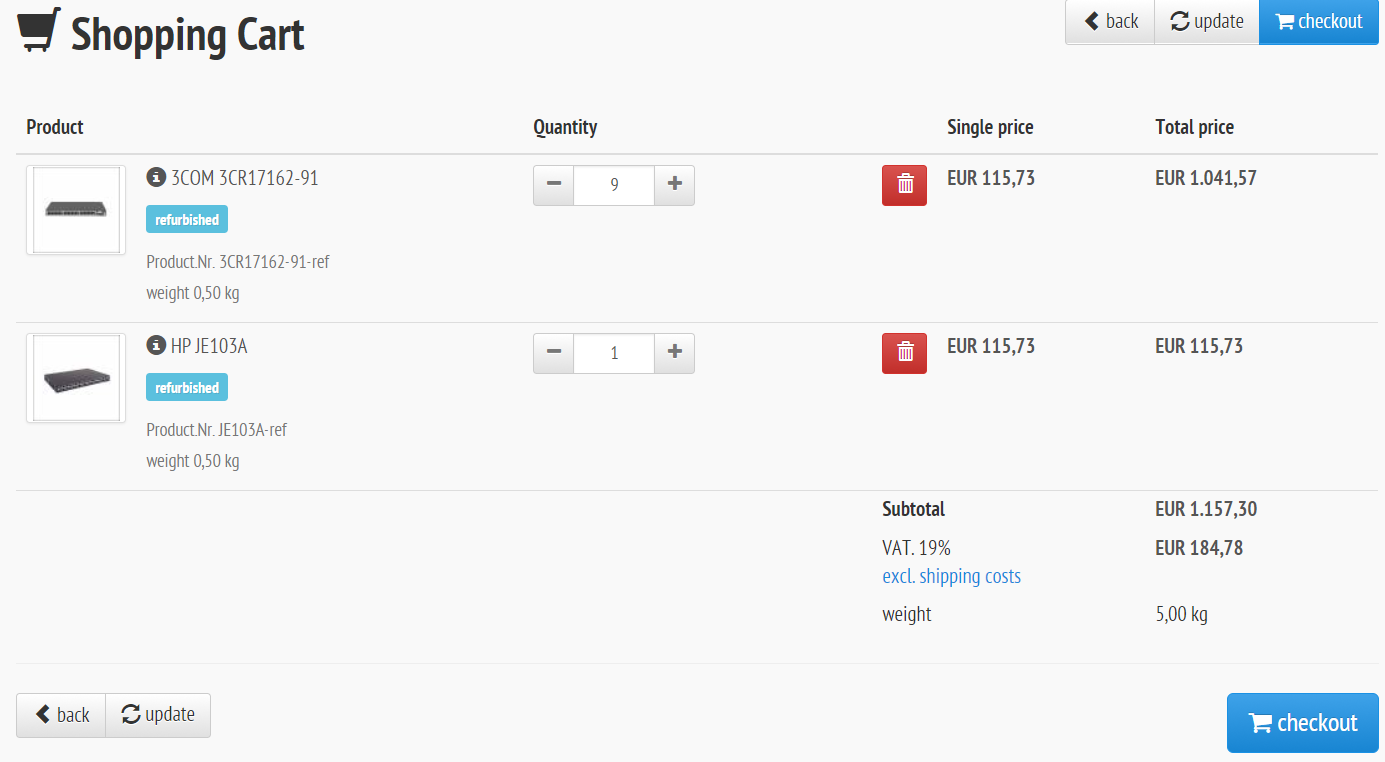 Shopping Cart
back update checkout
Product Quantity Single price Total price
3COM 3CR17162-91 9 EUR 115,73 EUR 1.041,57
refurbished
Product.Nr. 3CR17162-91-ref
weight 0,50 kg
HP JE103A 1 EUR 115,73 EUR 115,73
refurbished
Product.Nr. JE103A-ref
weight 0,50 kg
Subtotal EUR 1.157,30
VAT. 19% EUR 184,78
excl. shipping costs
weight 5,00 kg
back update checkout